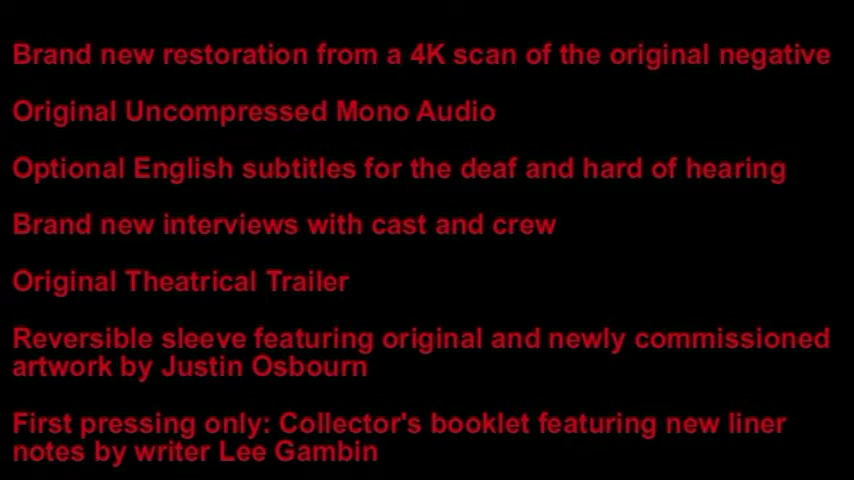 Brand new restoration from a 4K scan of the original negative
Original Uncompressed Mono Audio
Optional English subtitles for the deaf and hard of hearing
Brand new interviews with cast and crew
Original Theatrical Trailer
Reversible sleeve featuring original and newly commissioned
artwork by Justin Osbourn
First pressing only: Collector's booklet featuring new liner
notes by writer Lee Gambin